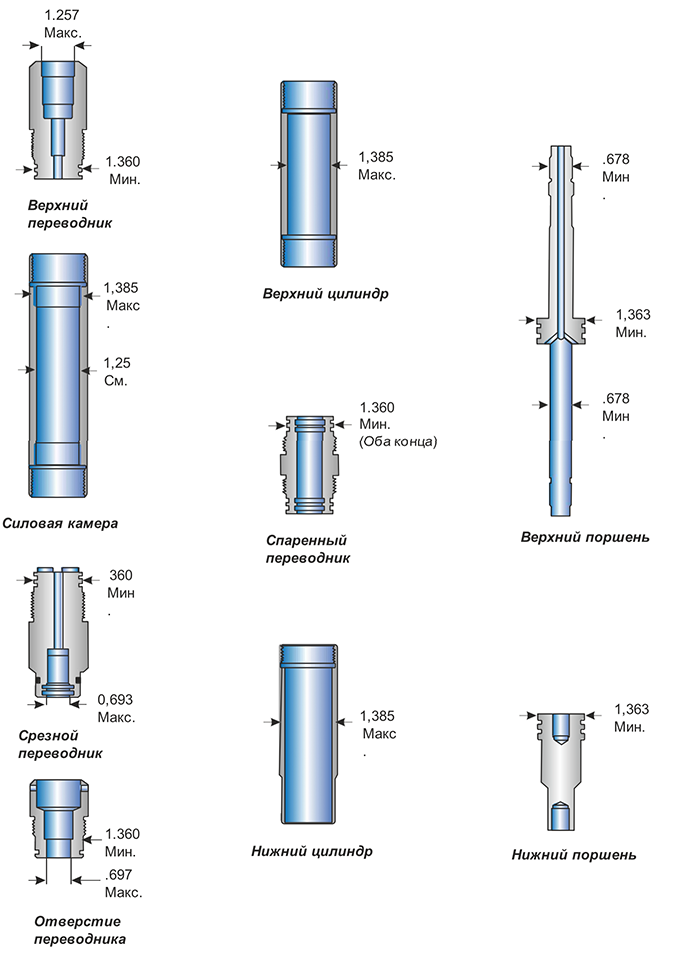 1.257
Макс.
1.360
Мин.
Верхний
переводник
1,385
Макс
.
1,25
См.
Силовая камера
360
Мин
.
0,693
Макс.
Срезной
переводник
1.360
Мин.
.697
Макс.
Отверстие
переводника
1,385
Макс.
Верхний цилиндр
1.360
Мин.
(Оба конца)
Спаренный
переводник
1,385
Макс
.
Нижний цилиндр
.678
Мин
.
1,363
Мин.
.678
Мин
.
Верхний поршень
1,363
Мин.
Нижний поршень